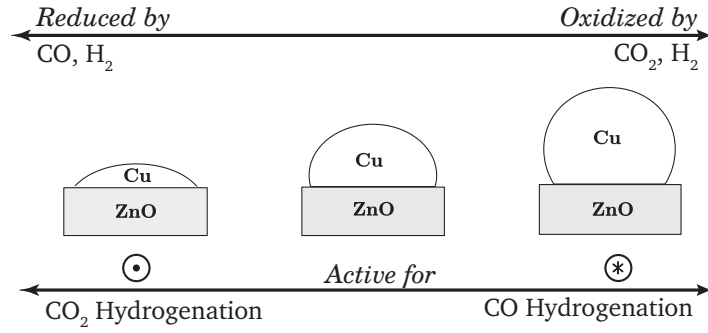 Reduced by Oxidized by
CO, H₂ CO₂, H₂
Cu Cu Cu
ZnO ZnO ZnO
Active for
CO₂ Hydrogenation CO Hydrogenation